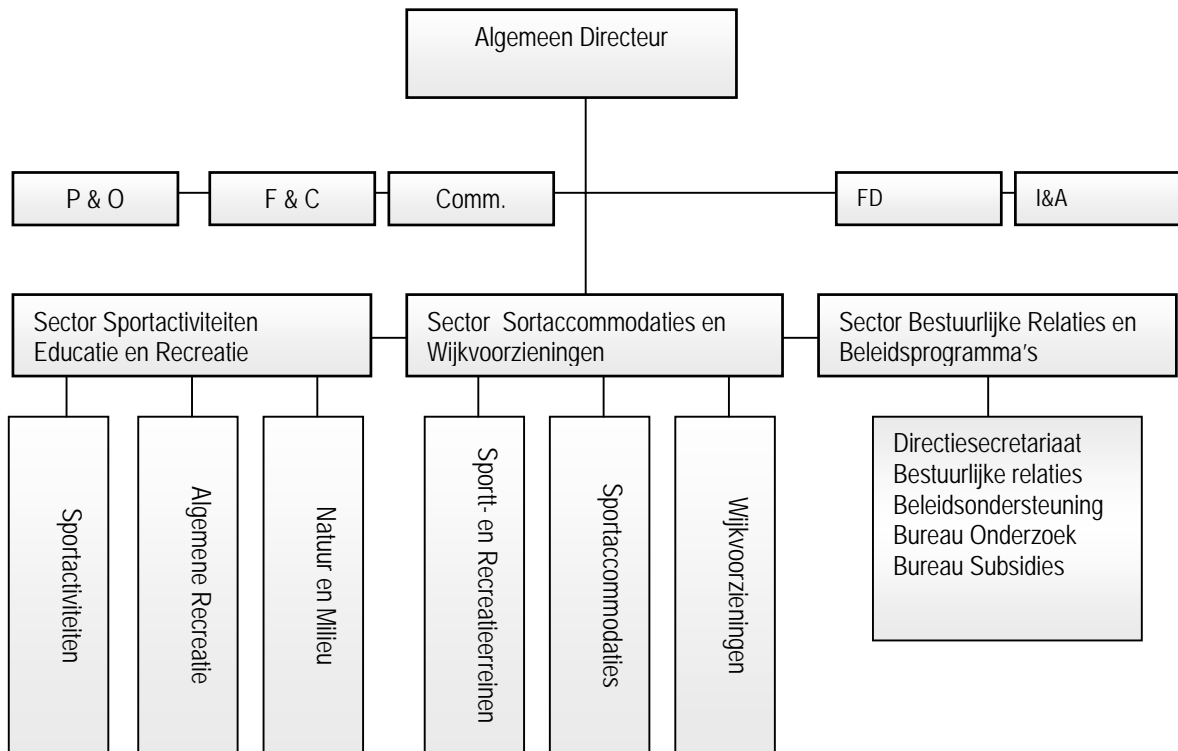 Algemeen Directeur
P & O
F & C
Comm.
FD
I&A
Sector Sportactiviteiten
Educatie en Recreatie
Sector Sortaccommodaties en
Wijkvoorzieningen
Sector Bestuurlijke Relaties en
Beleidsprogramma's
Sportactiviteiten
Algemene Recreatie
Natuur en Milieu
Sportt- en Recreatieerreinen
Sportaccommodaties
Wijkvoorzieningen
Directiesecretariaat
Bestuurlijke relaties
Beleidsondersteuning
Bureau Onderzoek
Bureau Subsidies